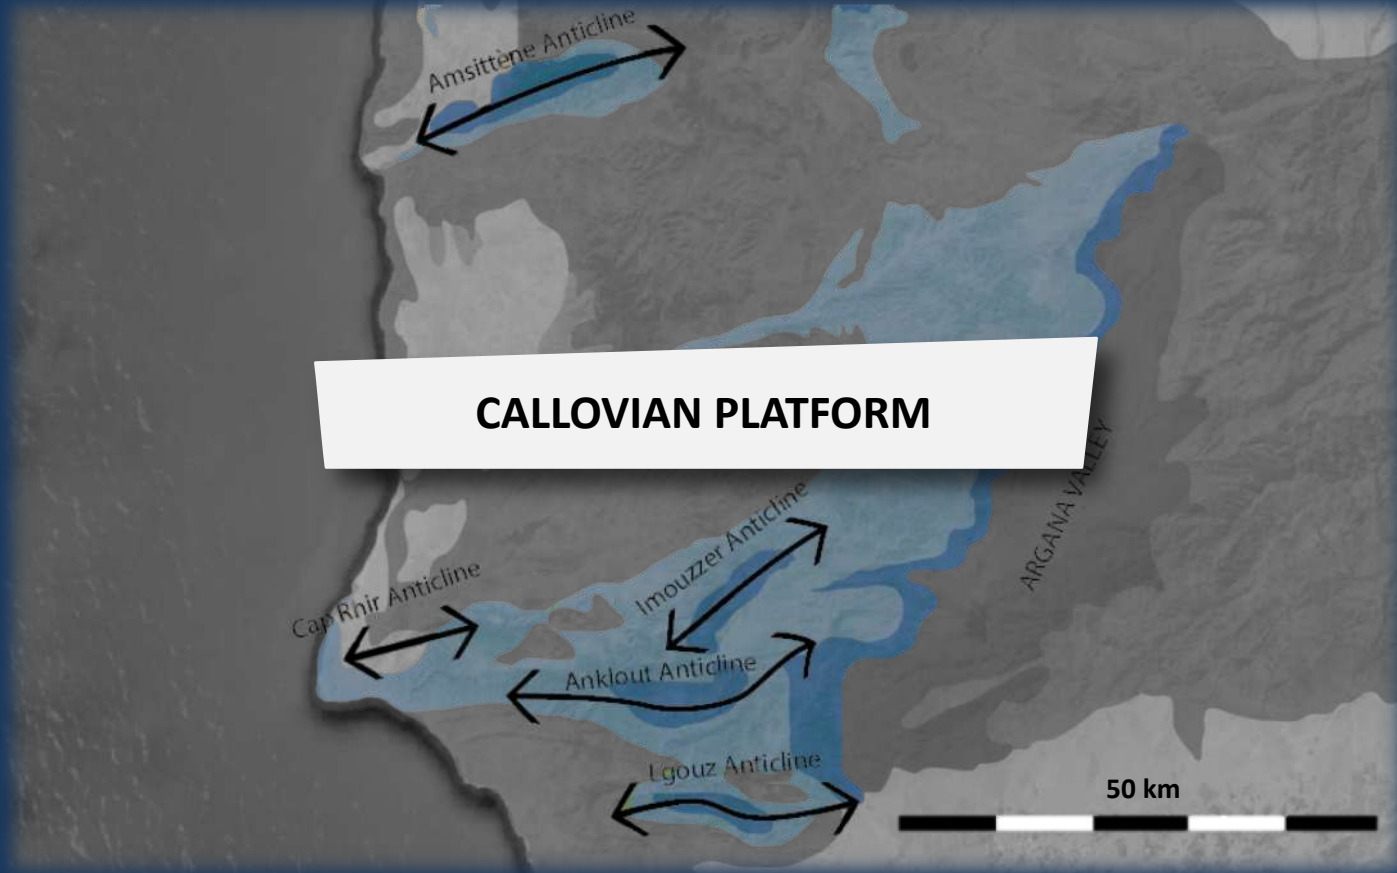 Amsittène Anticline
CALLOVIAN PLATFORM
ARGANA VALLEY
Imouzzer Anticline
Cap Rhir Anticline
Anklout Anticline
Lgouz Anticline
50 km